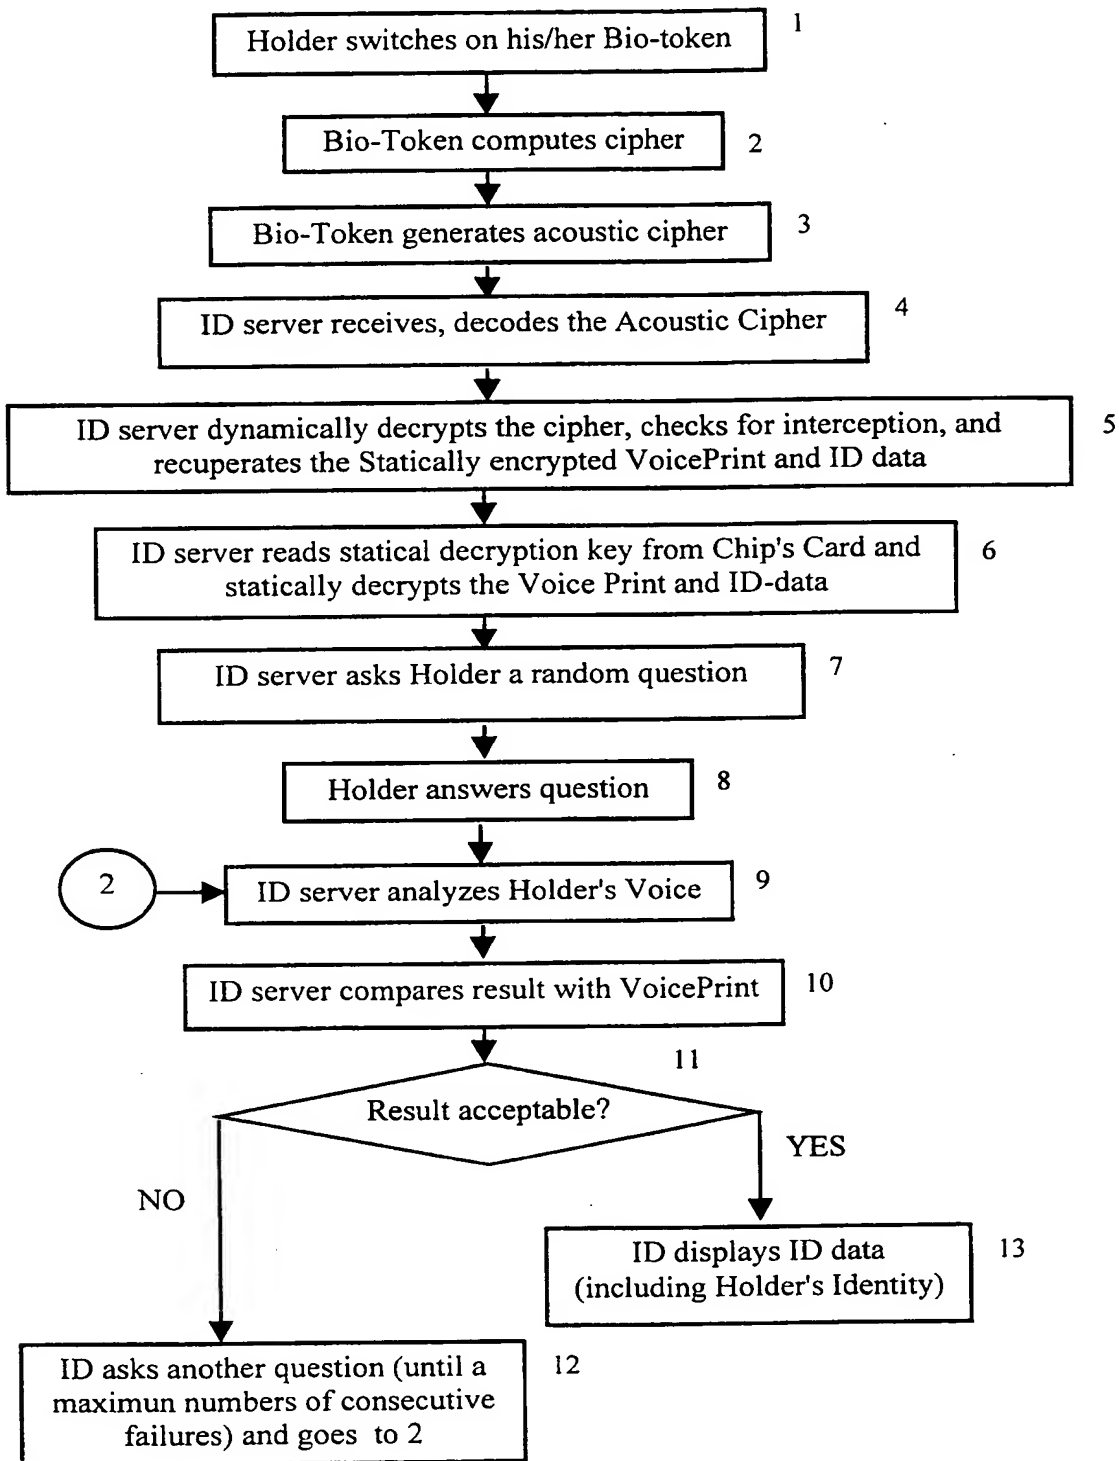 1
Holder switches on his/her Bio-token
Bio-Token computes cipher
2
Bio-Token generates acoustic cipher
3
ID server receives, decodes the Acoustic Cipher
4
ID server dynamically decrypts the cipher, checks for interception, and
recuperates the Statically encrypted VoicePrint and ID data
5
ID server reads statical decryption key from Chip's Card and
statically decrypts the Voice Print and ID-data
6
ID server asks Holder a random question
7
Holder answers question
8
2
ID server analyzes Holder's Voice
9
ID server compares result with VoicePrint
10
11
Result acceptable?
YES
NO
ID displays ID data
(including Holder's Identity)
13
ID asks another question (until a
maximun numbers of consecutive
failures) and goes to 2
12